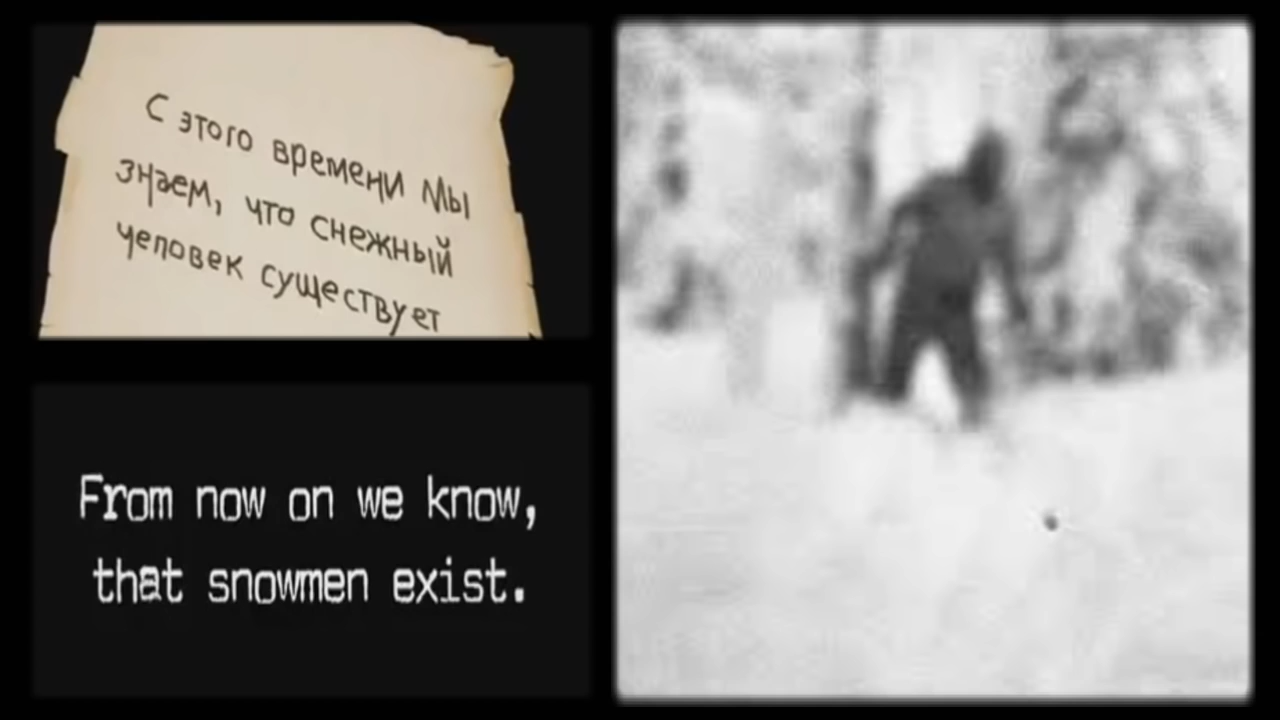 С этого времени мы
знаем, что снежный
человек существует
From now on we know,
that snowmen exist.